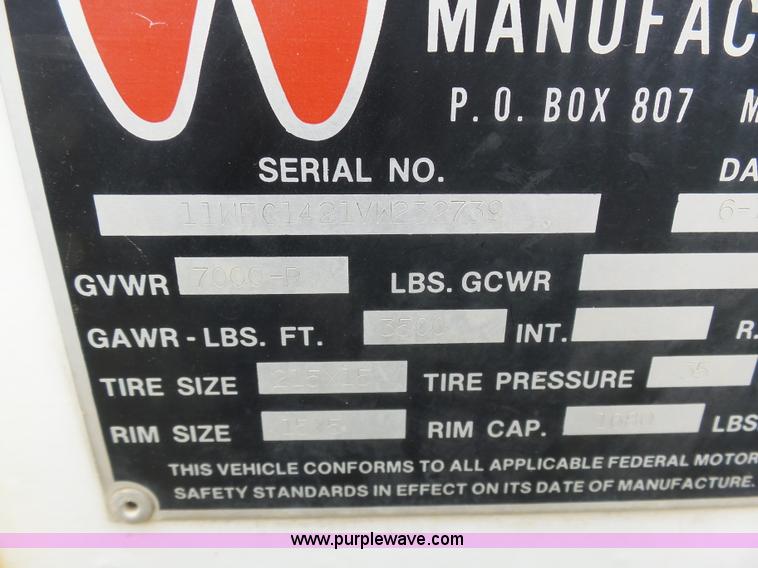 MANUFAC
P. O. BOX 807 M
SERIAL NO. DA
6-
GVWR 7000-R LBS. GCWR
GAWR - LBS. FT. 3500 INT. R.
TIRE SIZE 215X15 TIRE PRESSURE 35
RIM SIZE 15X5 RIM CAP. LBS
THIS VEHICLE CONFORMS TO ALL APPLICABLE FEDERAL MOTOR
SAFETY STANDARDS IN EFFECT ON ITS DATE OF MANUFACTURE.
www.purplewave.com